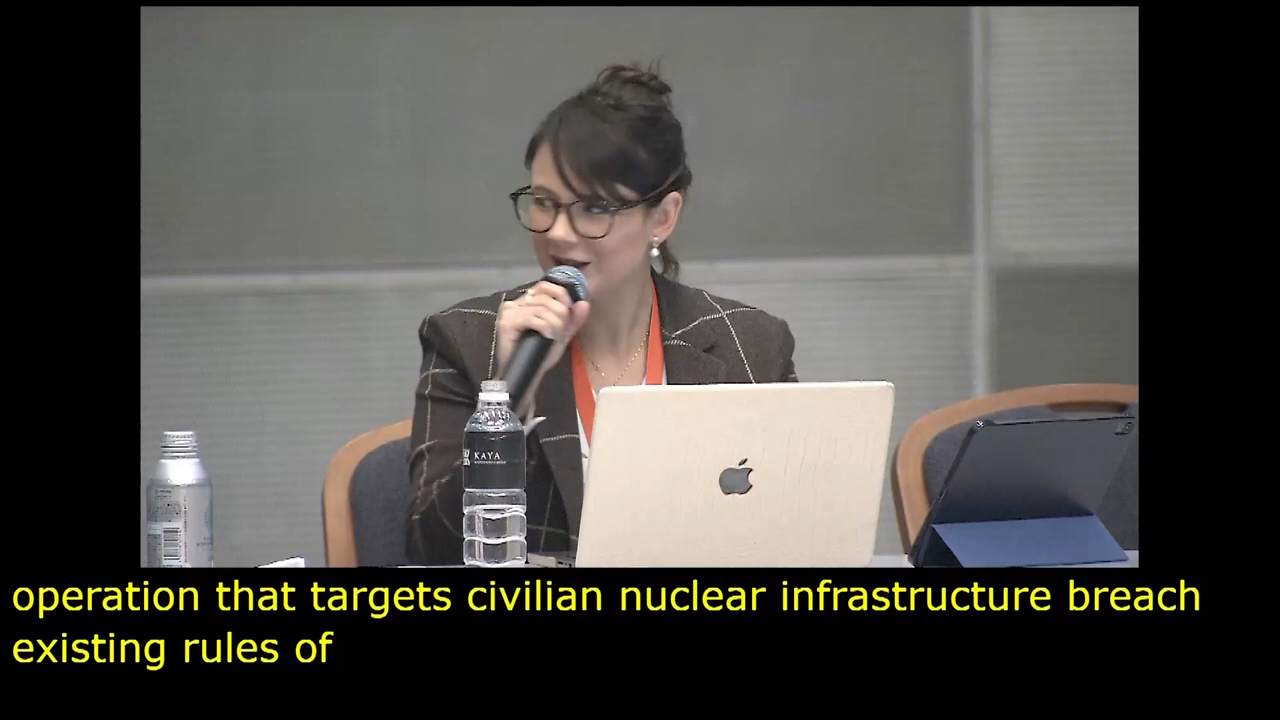 KAYA
operation that targets civilian nuclear infrastructure breach
existing rules of